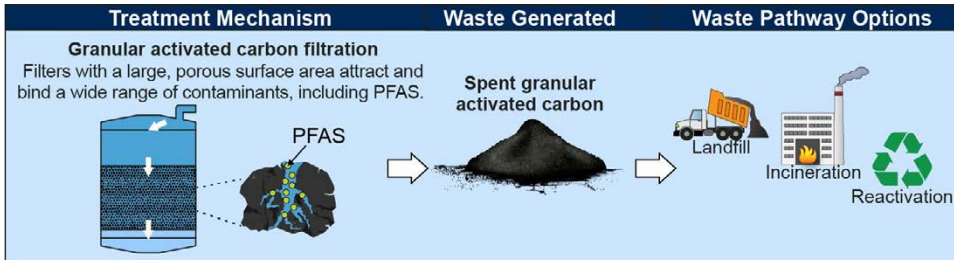 Treatment Mechanism
Waste Generated
Waste Pathway Options
Granular activated carbon filtration
Filters with a large, porous surface area attract and
bind a wide range of contaminants, including PFAS.
PFAS
Spent granular
activated carbon
Landfill
Incineration
Reactivation